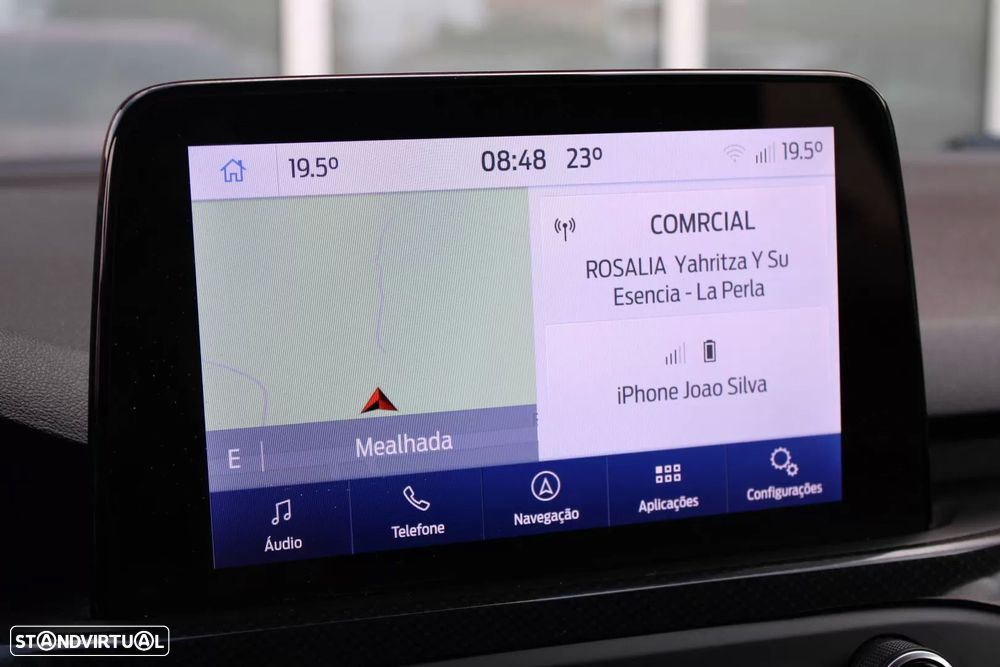 19.5º 08:48 23º 19.5º
COMRCIAL
ROSALIA Yahritza Y Su
Esencia - La Perla
iPhone Joao Silva
E Mealhada
Áudio Telefone Navegação Aplicações Configurações
STANDVIRTUAL